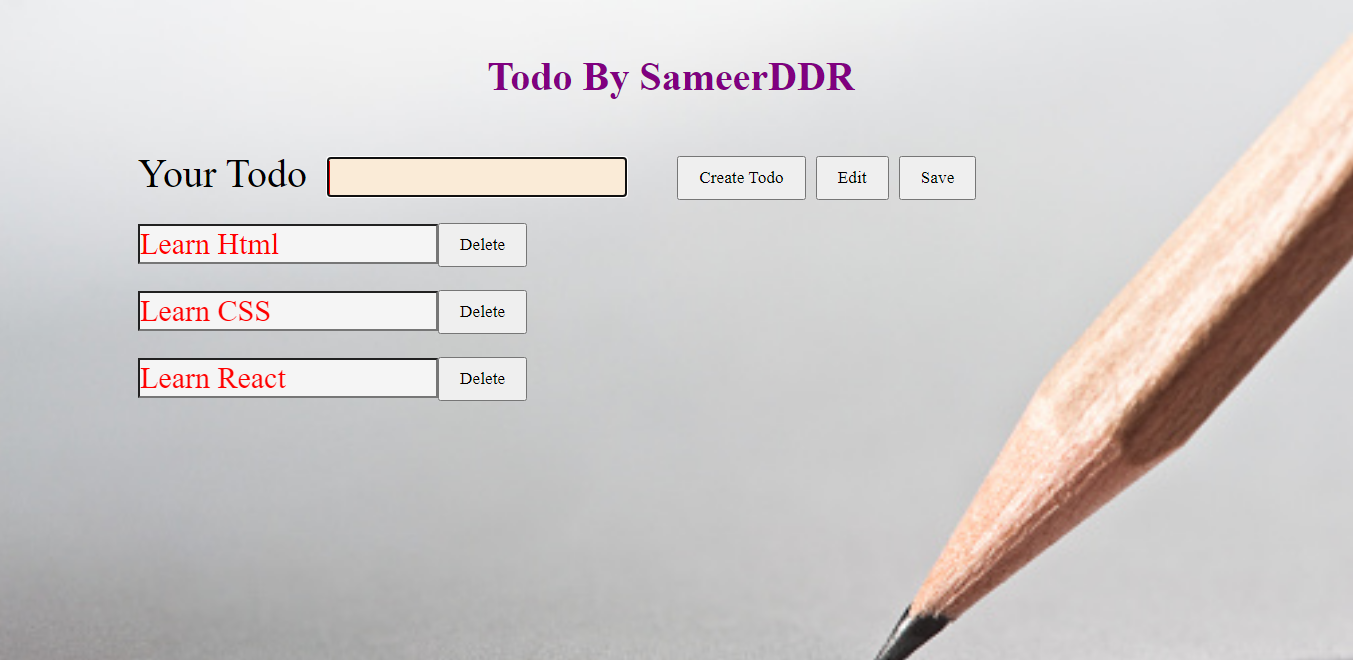 Todo By SameerDDR
Your Todo Create Todo Edit Save
Learn Html Delete
Learn CSS Delete
Learn React Delete